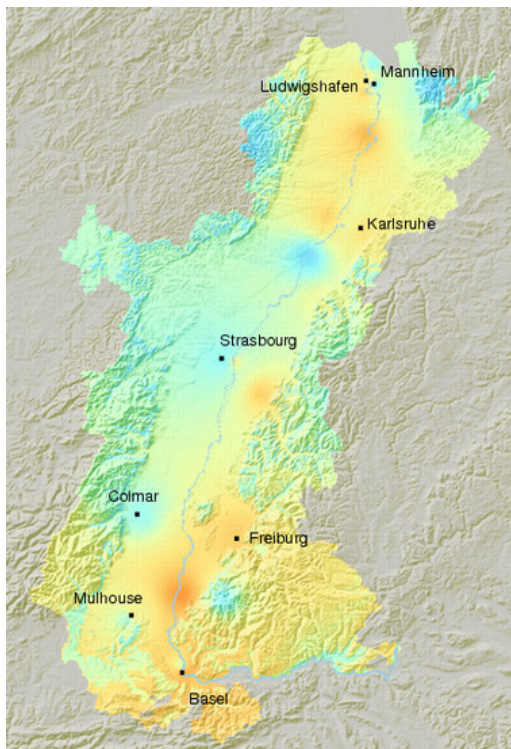 Mannheim
Ludwigshafen
Karlsruhe
Strasbourg
Colmar
Freiburg
Mulhouse
Basel